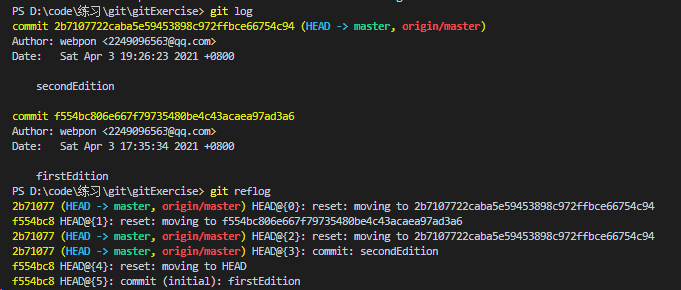 PS D:\code\练习\git\gitExercise> git log
commit 2b7107722caba5e59453898c972ffbce66754c94 (HEAD -> master, origin/master)
Author: webpon <2249096563@qq.com>
Date:   Sat Apr 3 19:26:23 2021 +0800
    secondEdition
commit f554bc806e667f79735480be4c43acaea97ad3a6
Author: webpon <2249096563@qq.com>
Date:   Sat Apr 3 17:35:34 2021 +0800
    firstEdition
PS D:\code\练习\git\gitExercise> git reflog
2b71077 (HEAD -> master, origin/master) HEAD@{0}: reset: moving to 2b7107722caba5e59453898c972ffbce66754c94
f554bc8 HEAD@{1}: reset: moving to f554bc806e667f79735480be4c43acaea97ad3a6
2b71077 (HEAD -> master, origin/master) HEAD@{2}: reset: moving to 2b7107722caba5e59453898c972ffbce66754c94
2b71077 (HEAD -> master, origin/master) HEAD@{3}: commit: secondEdition
f554bc8 HEAD@{4}: reset: moving to HEAD
f554bc8 HEAD@{5}: commit (initial): firstEdition